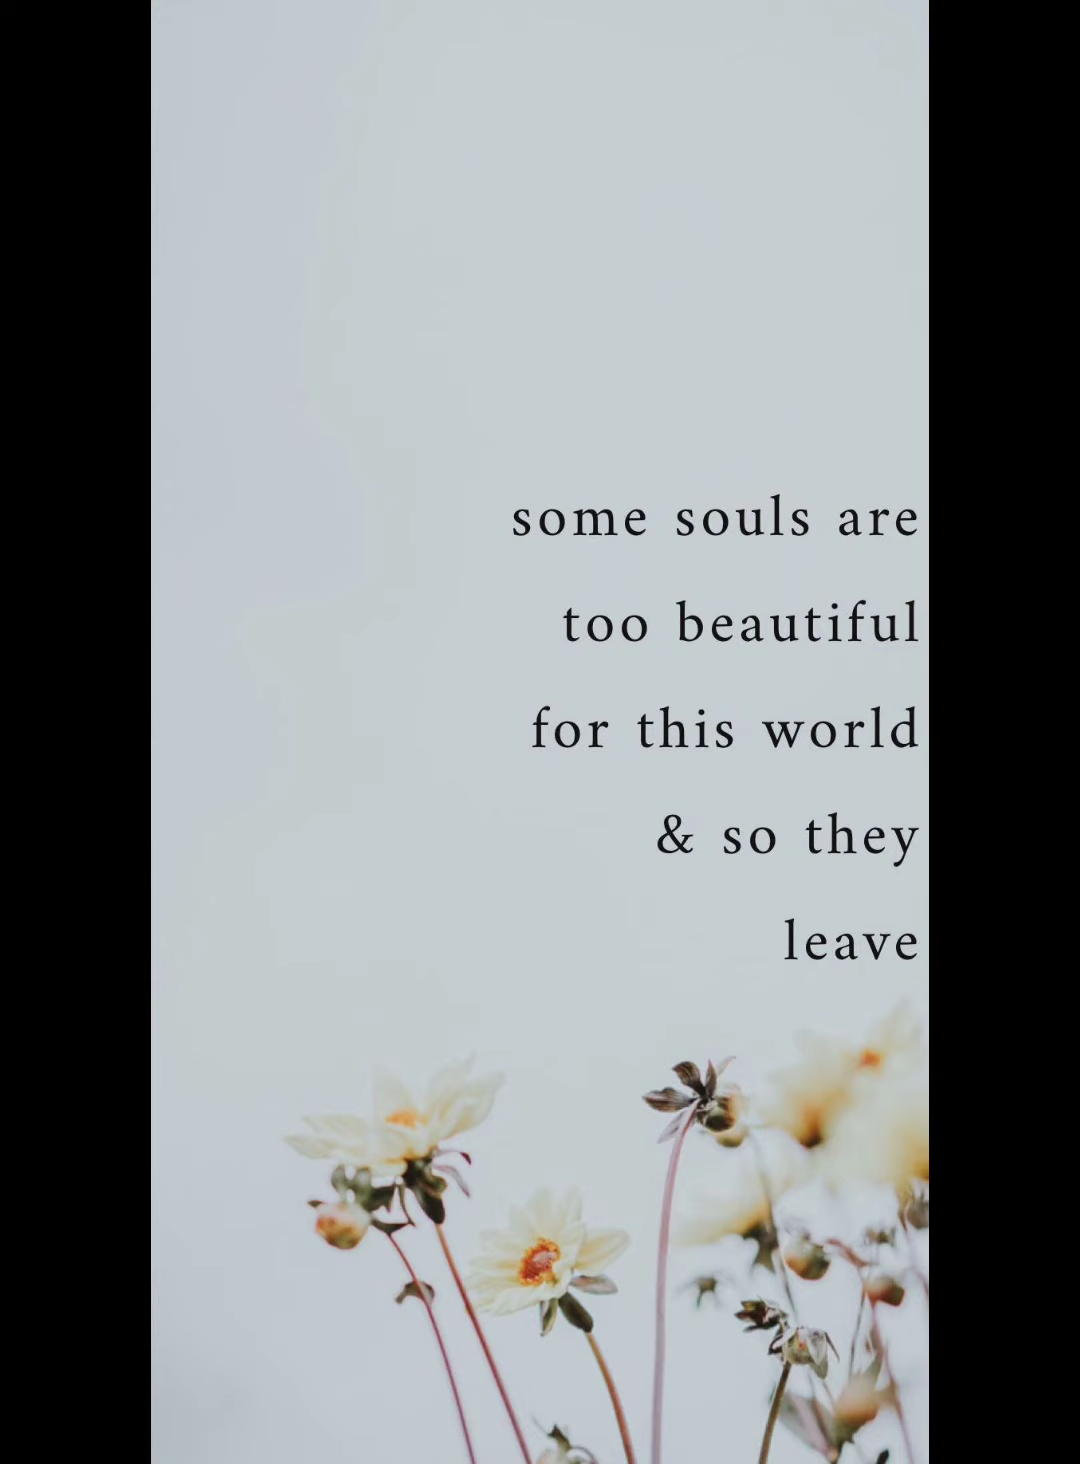 some souls are
too beautiful
for this world
& so they
leave